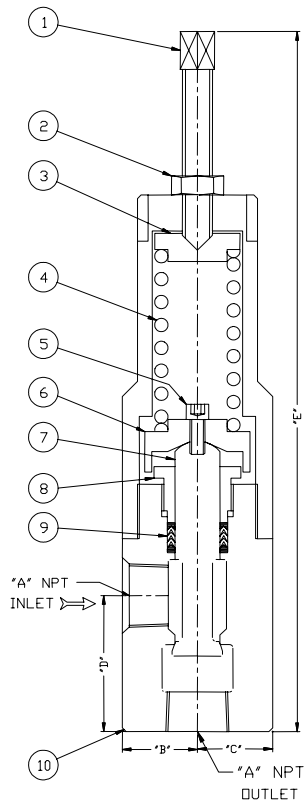 1
2
3
4
5
6
7
8
9
"A" NPT
INLET
"E"
"D"
10
"B"
"C"
"A" NPT
OUTLET